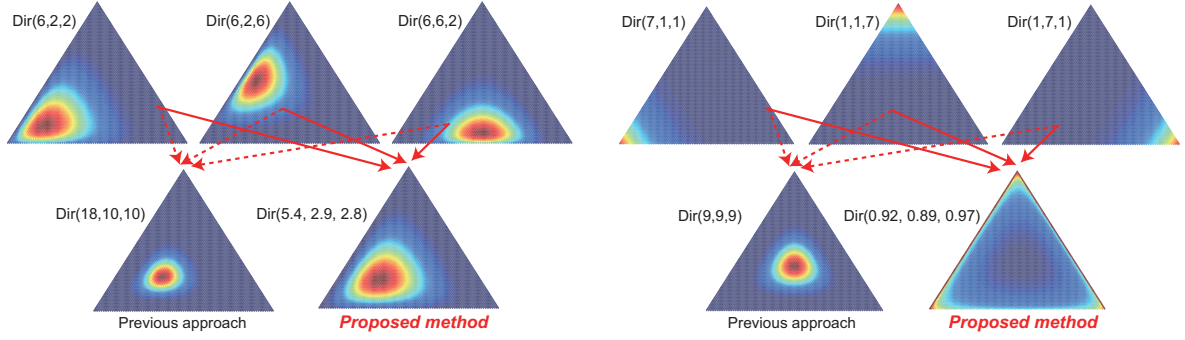 Dir(6,2,2)
Dir(6,2,6)
Dir(6,6,2)
Dir(18,10,10)
Dir(5.4, 2.9, 2.8)
Previous approach
Proposed method
Dir(7,1,1)
Dir(1,1,7)
Dir(1,7,1)
Dir(9,9,9)
Dir(0.92, 0.89, 0.97)
Previous approach
Proposed method